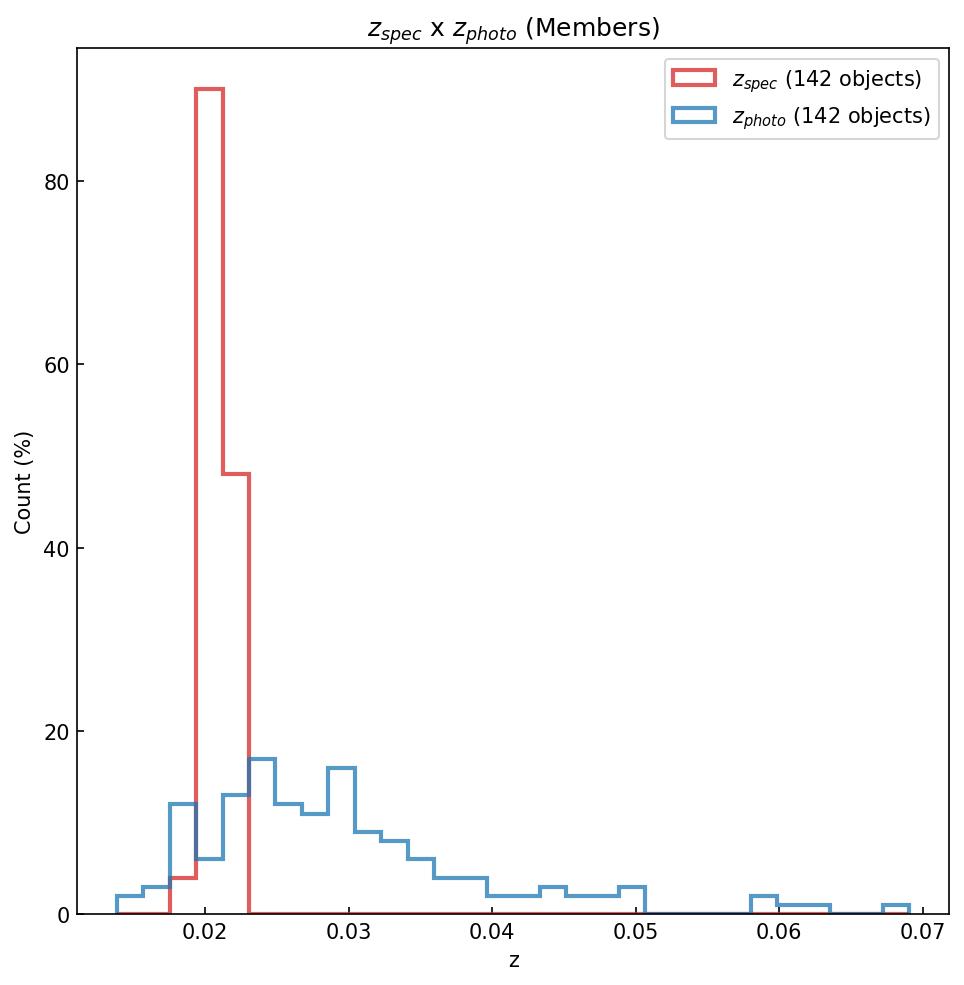 z_spec x z_photo (Members)
z_spec (142 objects)
z_photo (142 objects)
Count (%)
80
60
40
20
0
0.02 0.03 0.04 0.05 0.06 0.07
z